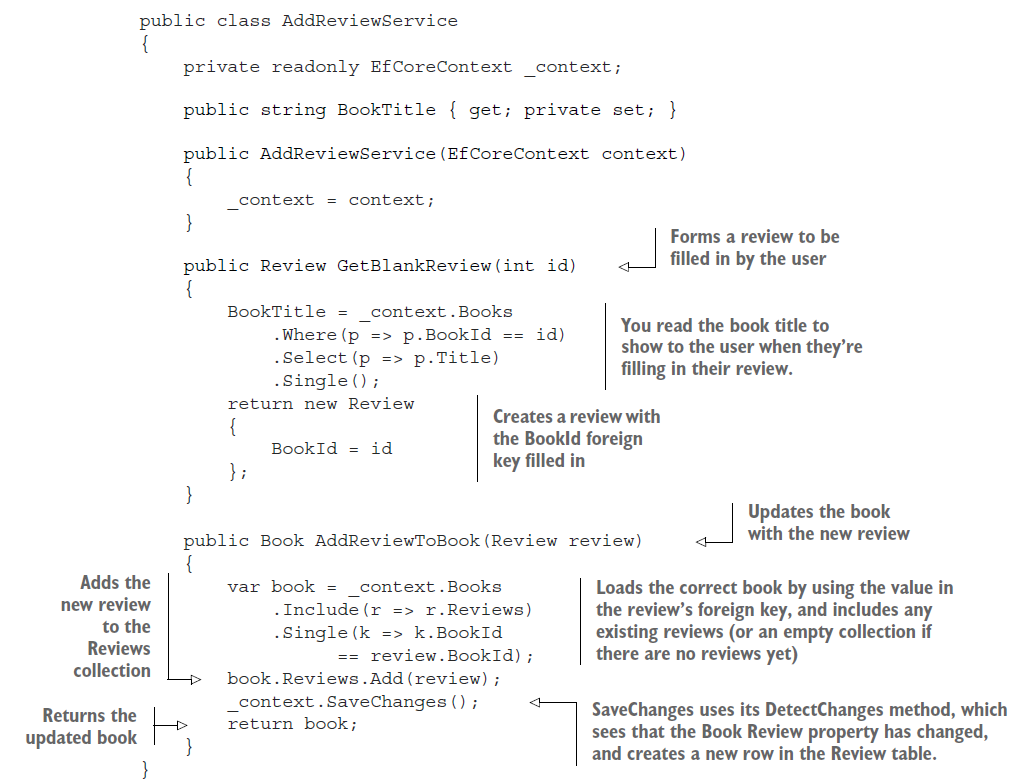 public class AddReviewService
{
    private readonly EfCoreContext _context;
    public string BookTitle { get; private set; }
    public AddReviewService(EfCoreContext context)
    {
        _context = context;
    }
Forms a review to be
filled in by the user
    public Review GetBlankReview(int id)
    {
        BookTitle = _context.Books
            .Where(p => p.BookId == id)
            .Select(p => p.Title)
            .Single();
You read the book title to
show to the user when they're
filling in their review.
        return new Review
        {
            BookId = id
        };
    }
Creates a review with
the BookId foreign
key filled in
Updates the book
with the new review
    public Book AddReviewToBook(Review review)
    {
        var book = _context.Books
            .Include(r => r.Reviews)
            .Single(k => k.BookId
                  == review.BookId);
Loads the correct book by using the value in
the review's foreign key, and includes any
existing reviews (or an empty collection if
there are no reviews yet)
Adds the
new review
to the
Reviews
collection
        book.Reviews.Add(review);
        _context.SaveChanges();
        return book;
    }
}
SaveChanges uses its DetectChanges method, which
sees that the Book Review property has changed,
and creates a new row in the Review table.
Returns the
updated book